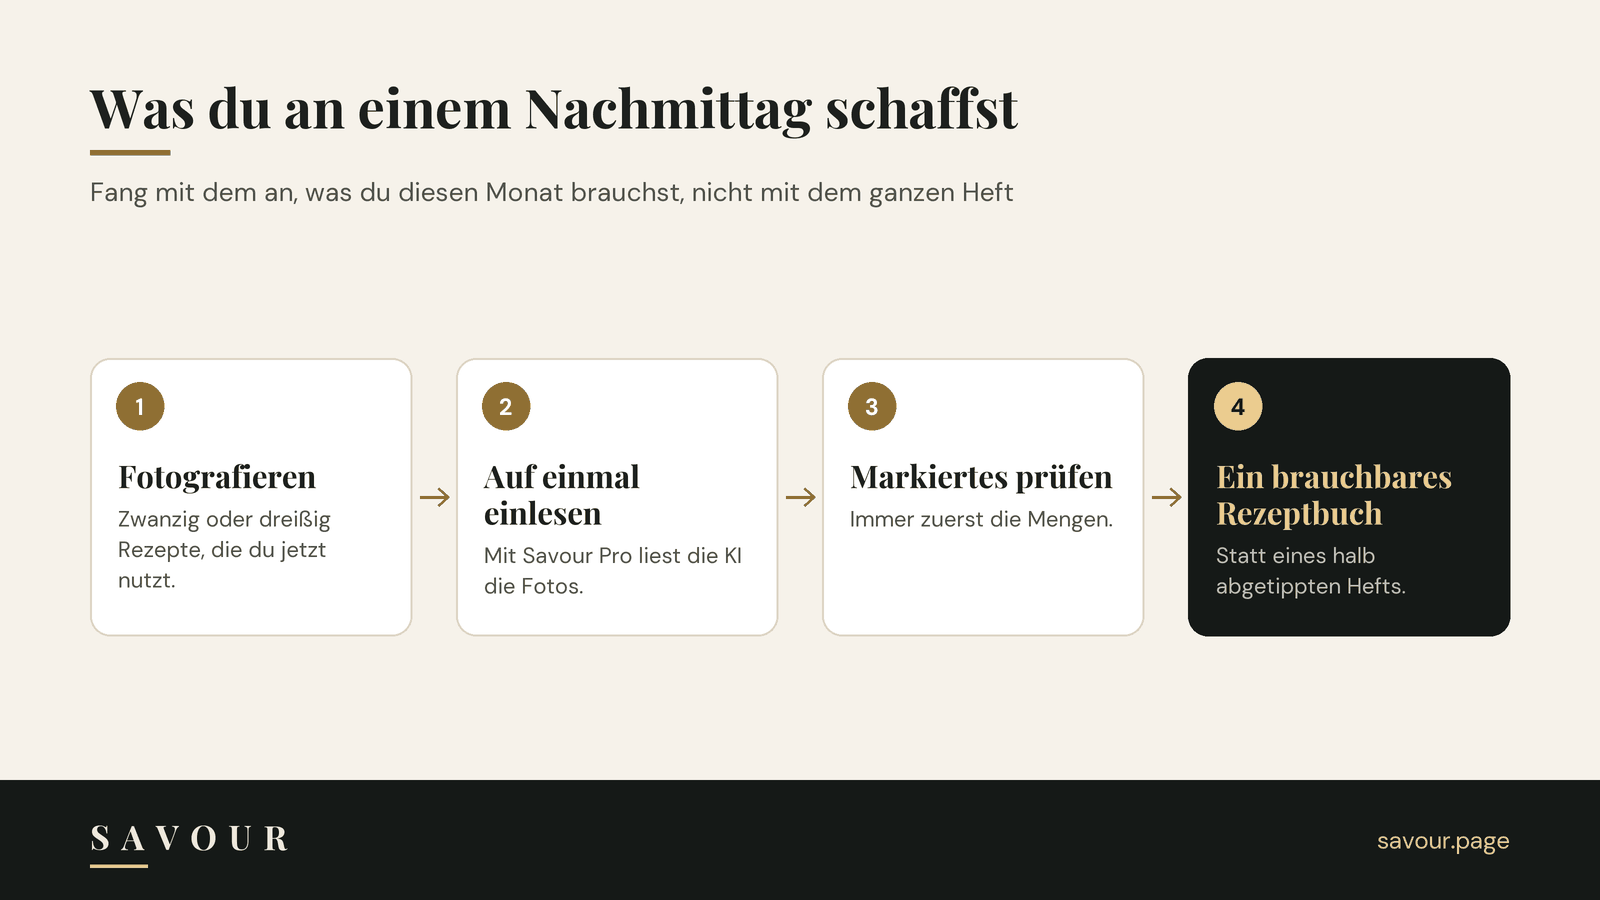 Was du an einem Nachmittag schaffst
Fang mit dem an, was du diesen Monat brauchst, nicht mit dem ganzen Heft
1
Fotografieren
Zwanzig oder dreißig
Rezepte, die du jetzt
nutzt.
2
Auf einmal
einlesen
Mit Savour Pro liest die KI
die Fotos.
3
Markiertes prüfen
Immer zuerst die Mengen.
4
Ein brauchbares
Rezeptbuch
Statt eines halb
abgetippten Hefts.
SAVOUR
savour.page